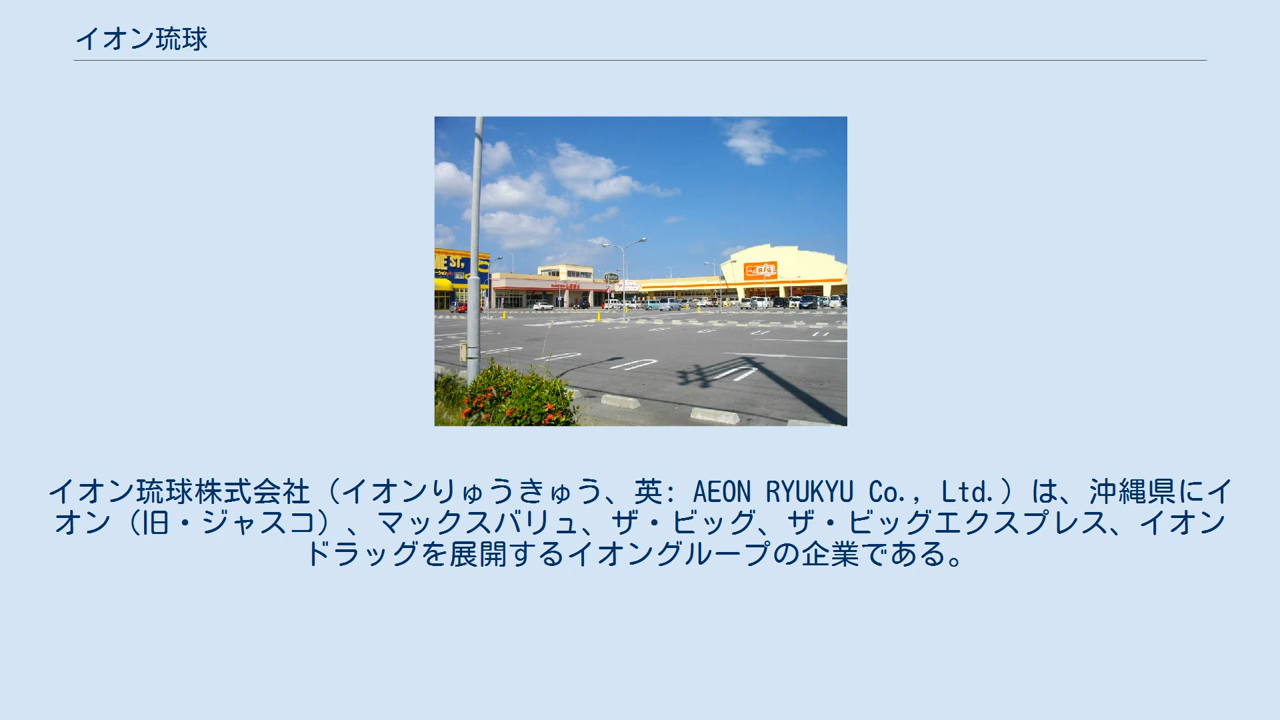 イオン琉球
イオン琉球株式会社（イオンりゅうきゅう、英: AEON RYUKYU Co., Ltd.）は、沖縄県にイ
オン（旧・ジャスコ）、マックスバリュ、ザ・ビッグ、ザ・ビッグエクスプレス、イオン
ドラッグを展開するイオングループの企業である。